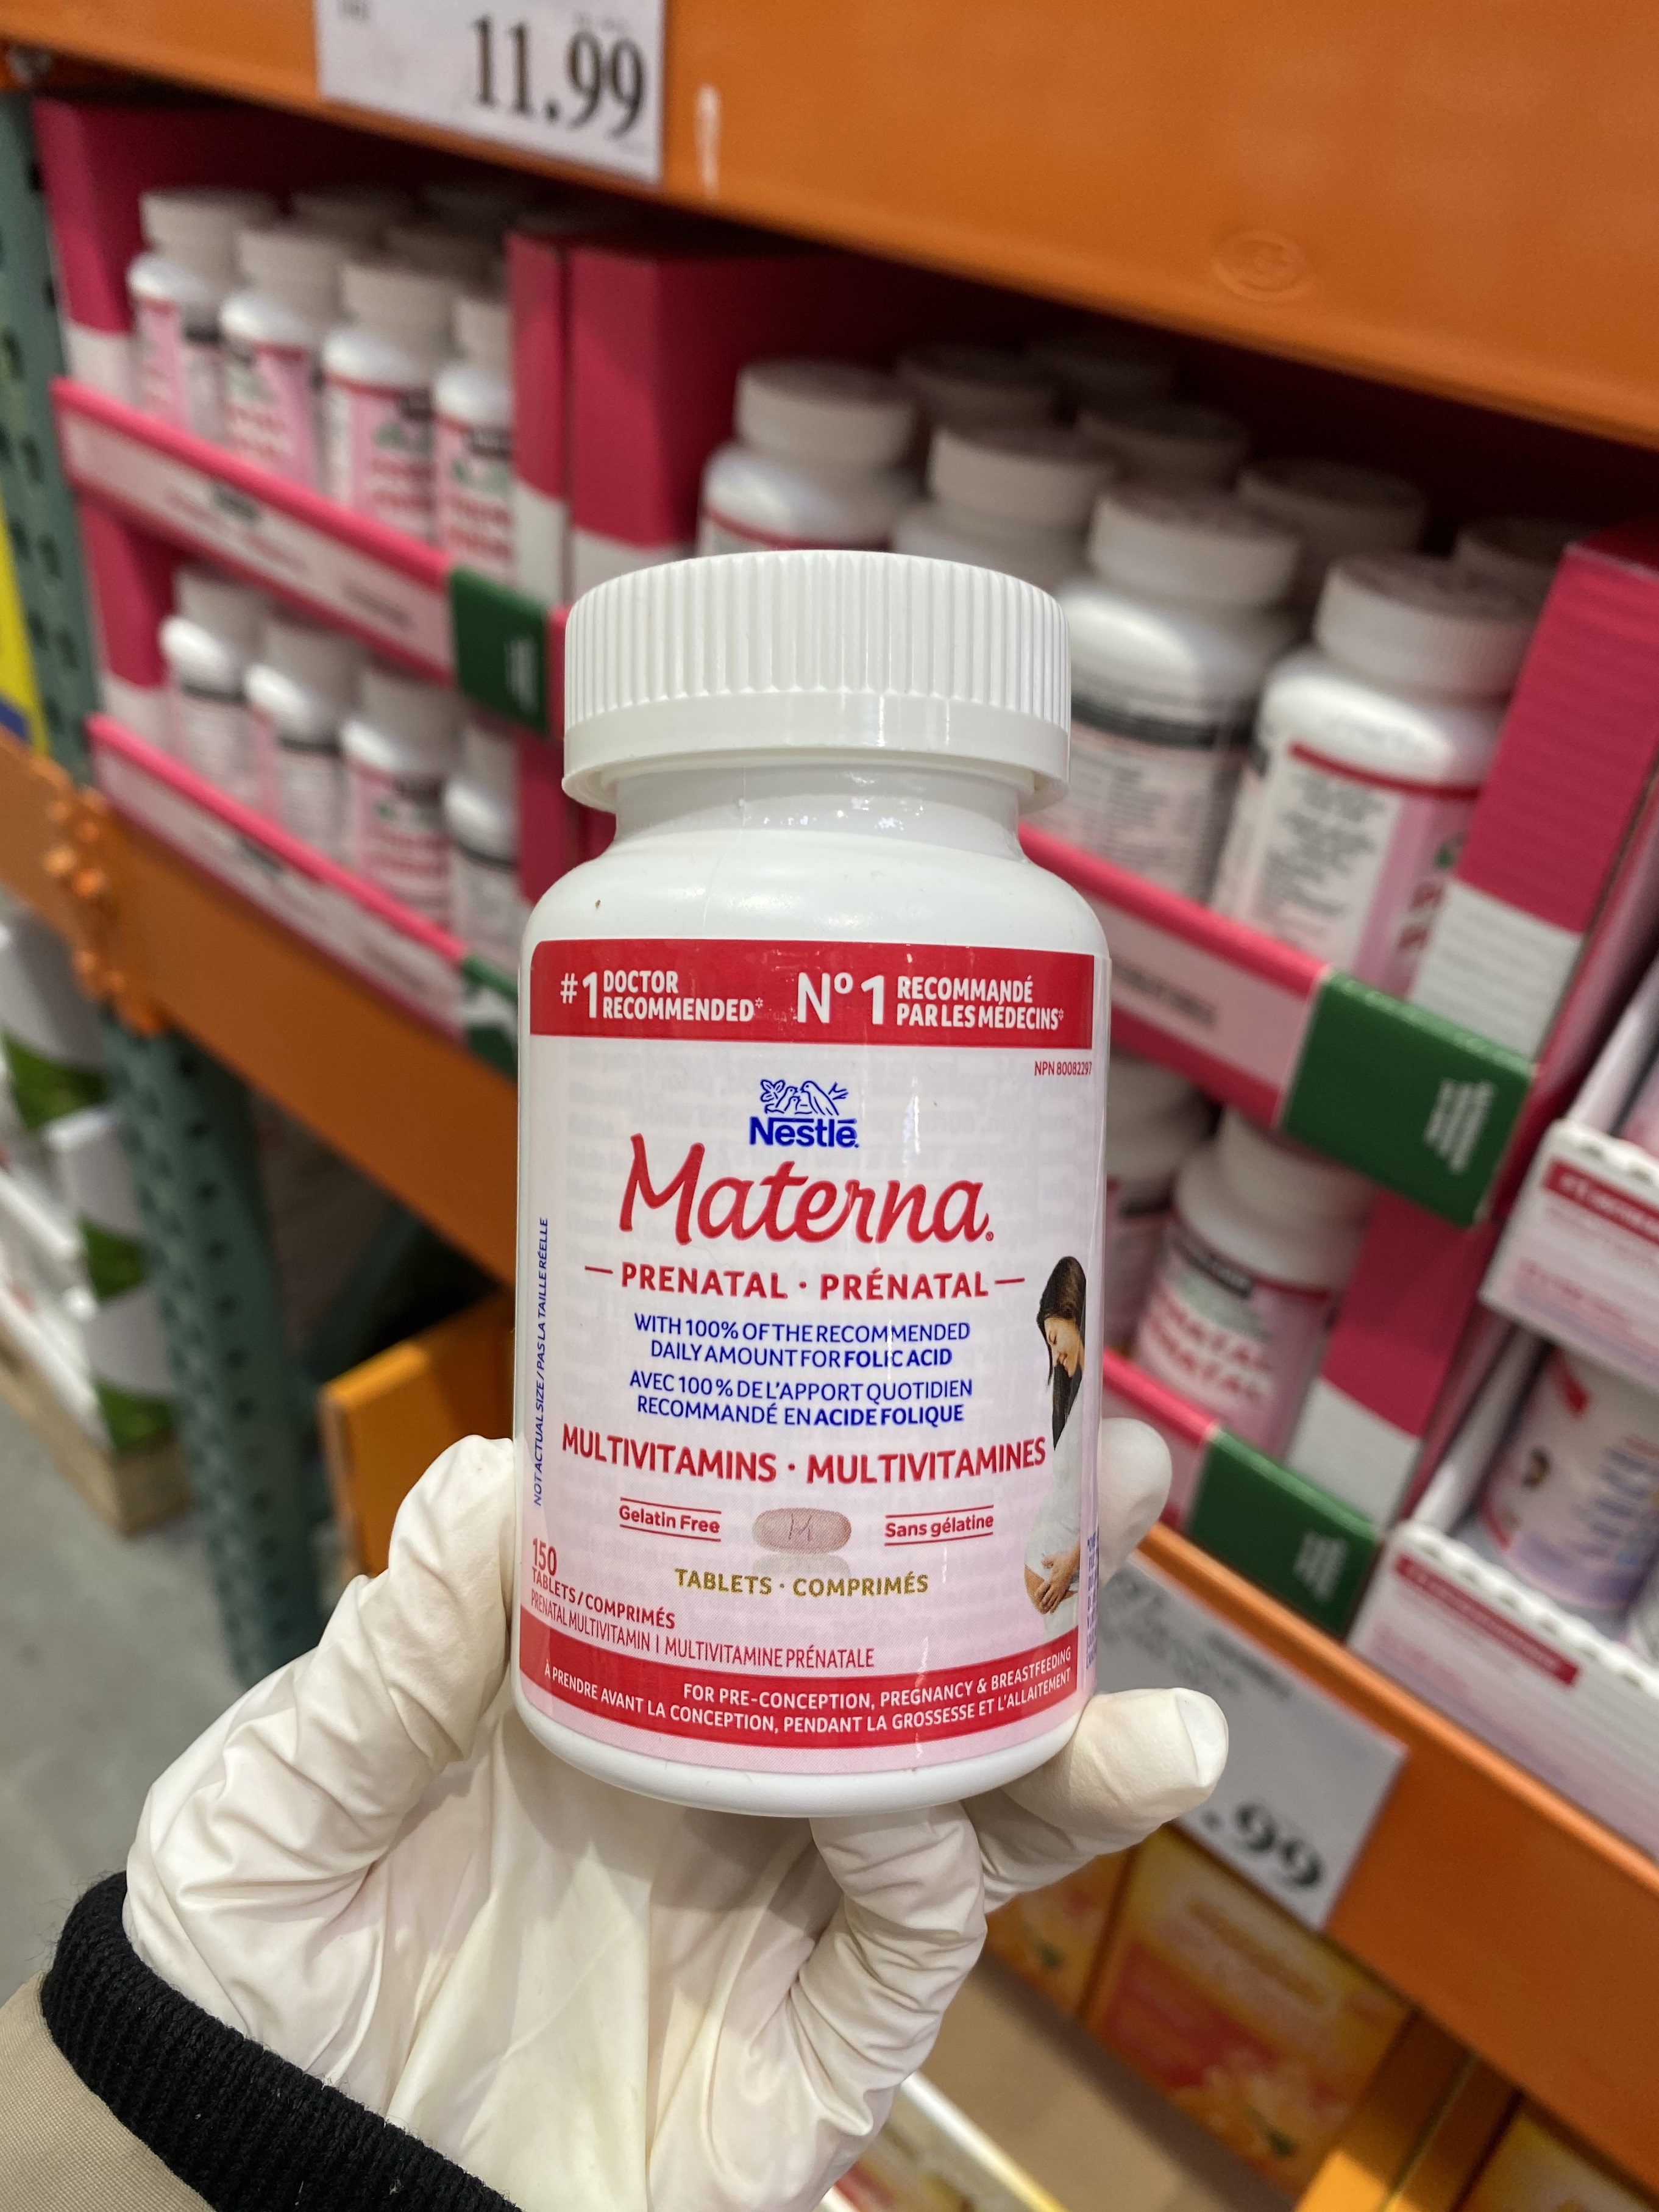 11.99
#1 DOCTOR RECOMMENDED‡
N° 1 RECOMMANDÉ PAR LES MÉDECINS‡
NPN 80082297
Nestlé
Materna®
PRENATAL · PRÉNATAL
WITH 100% OF THE RECOMMENDED
DAILY AMOUNT FOR FOLIC ACID
AVEC 100% DE L'APPORT QUOTIDIEN
RECOMMANDÉ EN ACIDE FOLIQUE
MULTIVITAMINS · MULTIVITAMINES
Gelatin Free
Sans gélatine
TABLETS · COMPRIMÉS
NOT ACTUAL SIZE / PAS LA TAILLE RÉELLE
150
TABLETS / COMPRIMÉS
PRENATAL MULTIVITAMIN | MULTIVITAMINE PRÉNATALE
FOR PRE-CONCEPTION, PREGNANCY & BREASTFEEDING
À PRENDRE AVANT LA CONCEPTION, PENDANT LA GROSSESSE ET L'ALLAITEMENT
.99